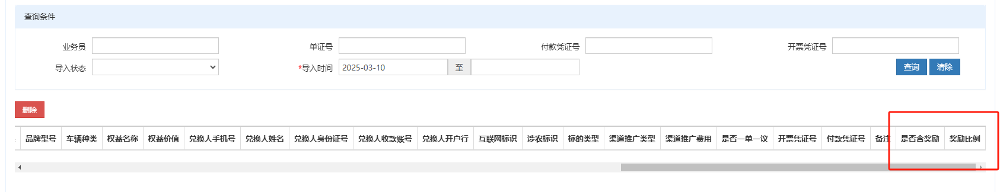 查询条件
业务员 单证号 付款凭证号 开票凭证号
导入状态 *导入时间 2025-03-10 至 查询 清除
删除
品牌型号 车辆种类 权益名称 权益价值 兑换人手机号 兑换人姓名 兑换人身份证号 兑换人收款账号 兑换人开户行 互联网标识 涉农标识 标的类型 渠道推广类型 渠道推广费用 是否一单一议 开票凭证号 付款凭证号 备注 是否含奖励 奖励比例